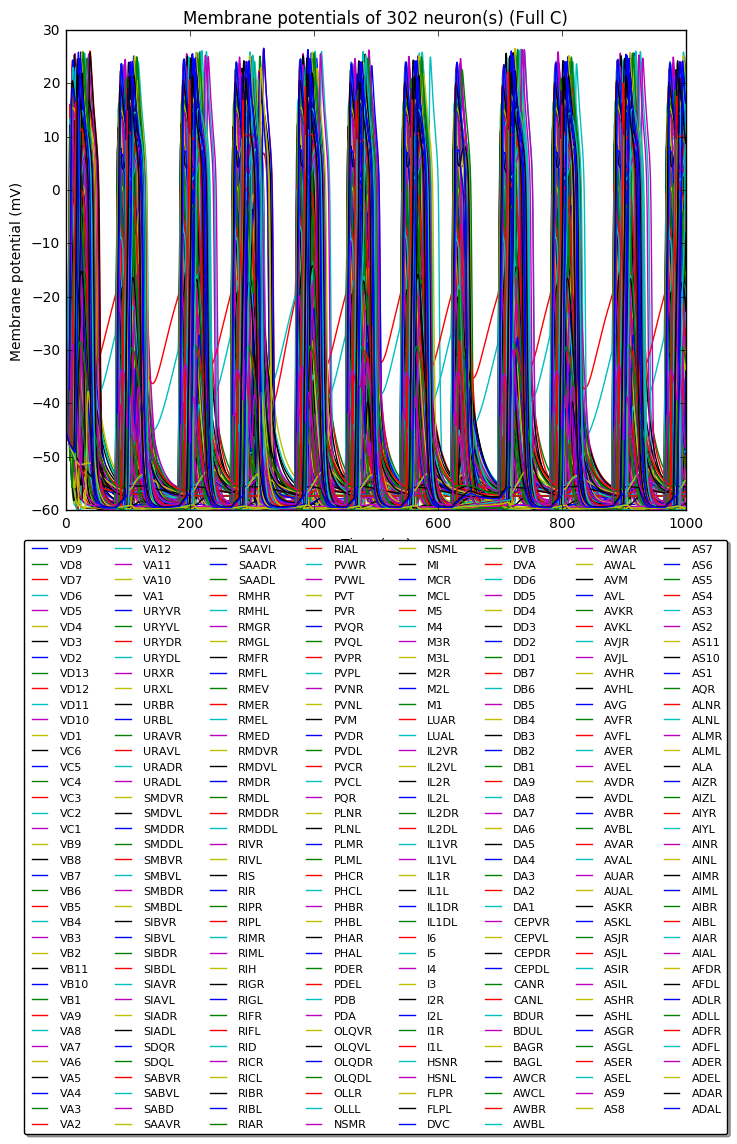 Membrane potentials of 302 neuron(s) (Full C)
Membrane potential (mV)
30
20
10
0
−10
−20
−30
−40
−50
−60
0
200
400
600
800
1000
VD9
VD8
VD7
VD6
VD5
VD4
VD3
VD2
VD13
VD12
VD11
VD10
VD1
VC6
VC5
VC4
VC3
VC2
VC1
VB9
VB8
VB7
VB6
VB5
VB4
VB3
VB2
VB11
VB10
VB1
VA9
VA8
VA7
VA6
VA5
VA4
VA3
VA2
VA12
VA11
VA10
VA1
URYVR
URYVL
URYDR
URYDL
URXR
URXL
URBR
URBL
URAVR
URAVL
URADR
URADL
SMDVR
SMDVL
SMDDR
SMDDL
SMBVR
SMBVL
SMBDR
SMBDL
SIBVR
SIBVL
SIBDR
SIBDL
SIAVR
SIAVL
SIADR
SIADL
SDQR
SDQL
SABVR
SABVL
SABD
SAAVR
SAAVL
SAADR
SAADL
RMHR
RMHL
RMGR
RMGL
RMFR
RMFL
RMEV
RMER
RMEL
RMED
RMDVR
RMDVL
RMDR
RMDL
RMDDR
RMDDL
RIVR
RIVL
RIS
RIR
RIPR
RIPL
RIMR
RIML
RIH
RIGR
RIGL
RIFR
RIFL
RID
RICR
RICL
RIBR
RIBL
RIAR
RIAL
PVWR
PVWL
PVT
PVR
PVQR
PVQL
PVPR
PVPL
PVNR
PVNL
PVM
PVDR
PVDL
PVCR
PVCL
PQR
PLNR
PLNL
PLMR
PLML
PHCR
PHCL
PHBR
PHBL
PHAR
PHAL
PDER
PDEL
PDB
PDA
OLQVR
OLQVL
OLQDR
OLQDL
OLLR
OLLL
NSMR
NSML
MI
MCR
MCL
M5
M4
M3R
M3L
M2R
M2L
M1
LUAR
LUAL
IL2VR
IL2VL
IL2R
IL2L
IL2DR
IL2DL
IL1VR
IL1VL
IL1R
IL1L
IL1DR
IL1DL
I6
I5
I4
I3
I2R
I2L
I1R
I1L
HSNR
HSNL
FLPR
FLPL
DVC
DVB
DVA
DD6
DD5
DD4
DD3
DD2
DD1
DB7
DB6
DB5
DB4
DB3
DB2
DB1
DA9
DA8
DA7
DA6
DA5
DA4
DA3
DA2
DA1
CEPVR
CEPVL
CEPDR
CEPDL
CANR
CANL
BDUR
BDUL
BAGR
BAGL
AWCR
AWCL
AWBR
AWBL
AWAR
AWAL
AVM
AVL
AVKR
AVKL
AVJR
AVJL
AVHR
AVHL
AVG
AVFR
AVFL
AVER
AVEL
AVDR
AVDL
AVBR
AVBL
AVAR
AVAL
AUAR
AUAL
ASKR
ASKL
ASJR
ASJL
ASIR
ASIL
ASHR
ASHL
ASGR
ASGL
ASER
ASEL
AS9
AS8
AS7
AS6
AS5
AS4
AS3
AS2
AS11
AS10
AS1
AQR
ALNR
ALNL
ALMR
ALML
ALA
AIZR
AIZL
AIYR
AIYL
AINR
AINL
AIMR
AIML
AIBR
AIBL
AIAR
AIAL
AFDR
AFDL
ADLR
ADLL
ADFR
ADFL
ADER
ADEL
ADAR
ADAL